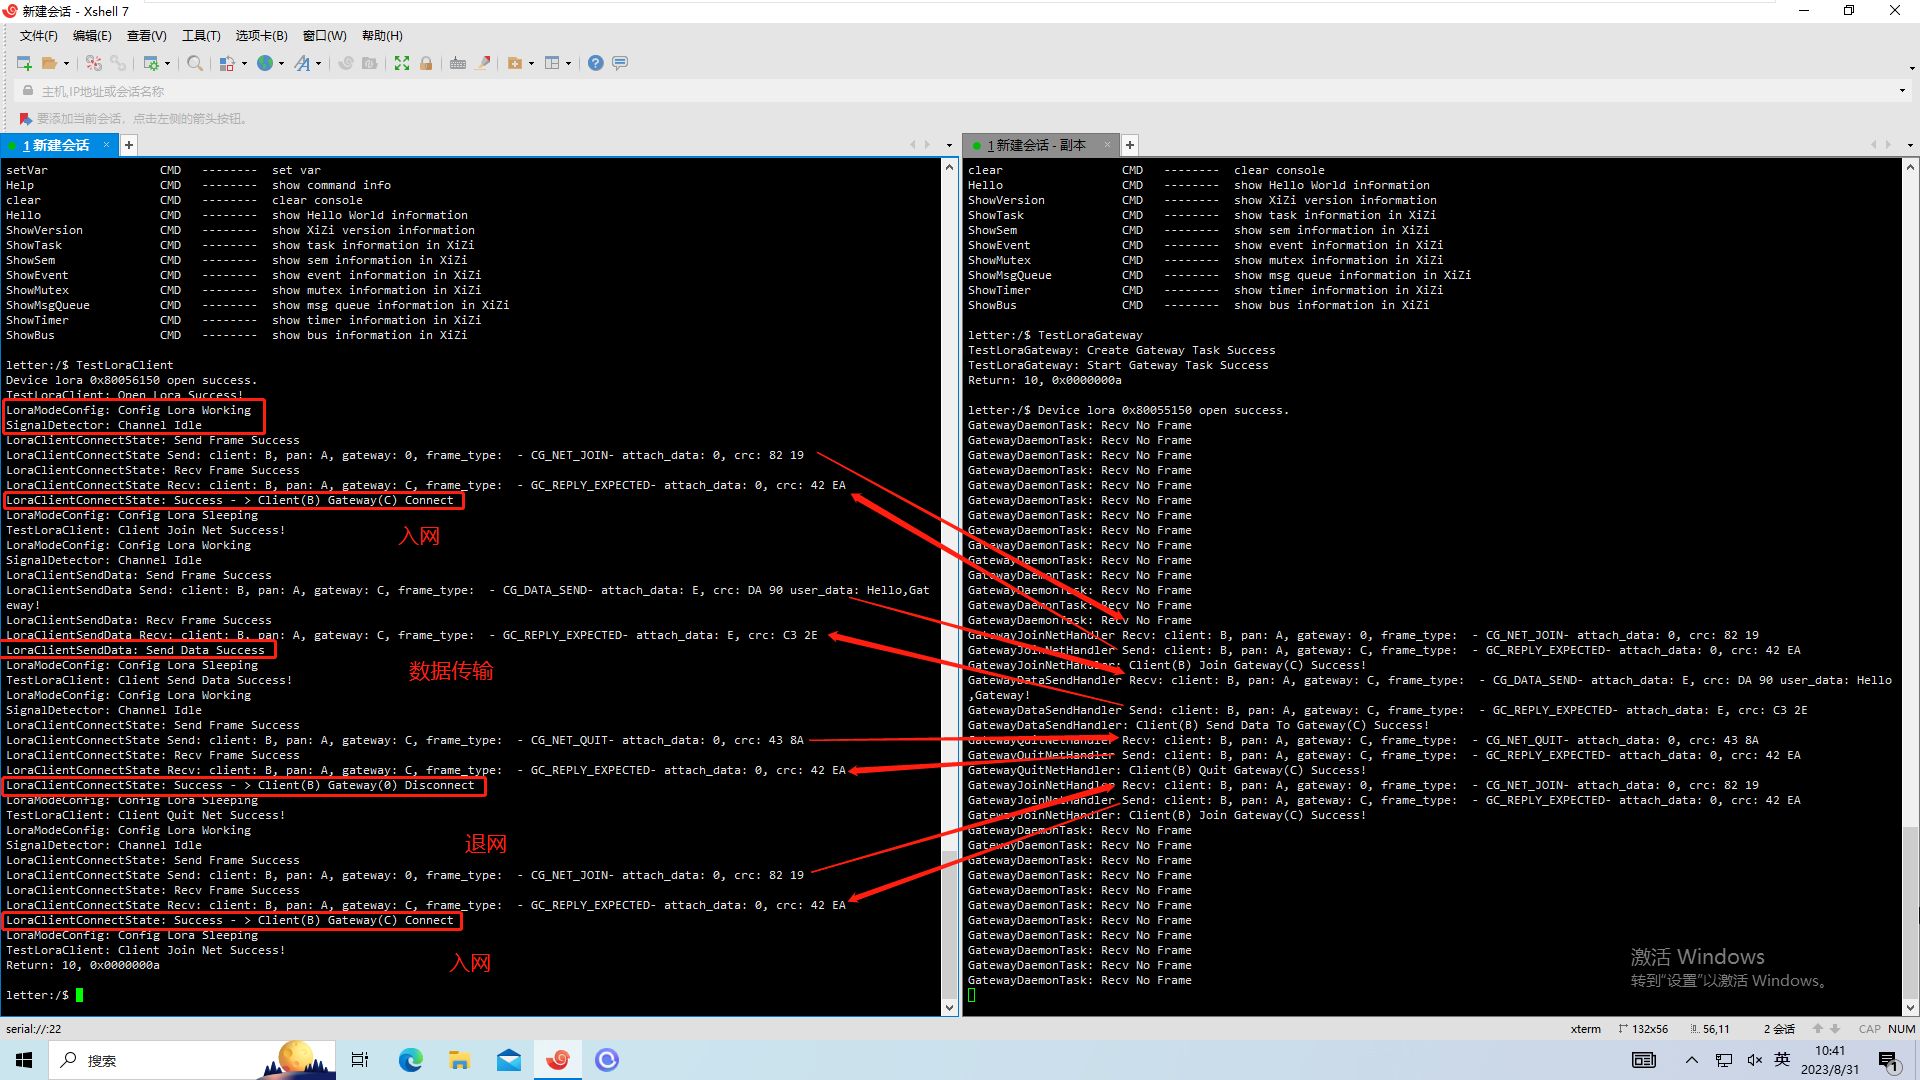 新建会话 - Xshell 7
文件(F) 编辑(E) 查看(V) 工具(T) 选项卡(B) 窗口(W) 帮助(H)
主机,IP地址或会话名称
要添加当前会话，点击左侧的箭头按钮。
1 新建会话
setVar CMD -------- set var
Help CMD -------- show command info
clear CMD -------- clear console
Hello CMD -------- show Hello World information
ShowVersion CMD -------- show XiZi version information
ShowTask CMD -------- show task information in XiZi
ShowSem CMD -------- show sem information in XiZi
ShowEvent CMD -------- show event information in XiZi
ShowMutex CMD -------- show mutex information in XiZi
ShowMsgQueue CMD -------- show msg queue information in XiZi
ShowTimer CMD -------- show timer information in XiZi
ShowBus CMD -------- show bus information in XiZi
letter:/$ TestLoraClient
Device lora 0x80056150 open success.
TestLoraClient: Open Lora Success!
LoraModeConfig: Config Lora Working
SignalDetector: Channel Idle
LoraClientConnectState: Send Frame Success
LoraClientConnectState Send: client: B, pan: A, gateway: 0, frame_type:  - CG_NET_JOIN- attach_data: 0, crc: 82 19
LoraClientConnectState: Recv Frame Success
LoraClientConnectState Recv: client: B, pan: A, gateway: C, frame_type:  - GC_REPLY_EXPECTED- attach_data: 0, crc: 42 EA
LoraClientConnectState: Success - > Client(B) Gateway(C) Connect
LoraModeConfig: Config Lora Sleeping
TestLoraClient: Client Join Net Success!
入网
LoraModeConfig: Config Lora Working
SignalDetector: Channel Idle
LoraClientSendData: Send Frame Success
LoraClientSendData Send: client: B, pan: A, gateway: C, frame_type:  - CG_DATA_SEND- attach_data: E, crc: DA 90 user_data: Hello,Gat
eway!
LoraClientSendData: Recv Frame Success
LoraClientSendData Recv: client: B, pan: A, gateway: C, frame_type:  - GC_REPLY_EXPECTED- attach_data: E, crc: C3 2E
LoraClientSendData: Send Data Success
LoraModeConfig: Config Lora Sleeping
数据传输
TestLoraClient: Client Send Data Success!
LoraModeConfig: Config Lora Working
SignalDetector: Channel Idle
LoraClientConnectState: Send Frame Success
LoraClientConnectState Send: client: B, pan: A, gateway: C, frame_type:  - CG_NET_QUIT- attach_data: 0, crc: 43 8A
LoraClientConnectState: Recv Frame Success
LoraClientConnectState Recv: client: B, pan: A, gateway: C, frame_type:  - GC_REPLY_EXPECTED- attach_data: 0, crc: 42 EA
LoraClientConnectState: Success - > Client(B) Gateway(0) Disconnect
LoraModeConfig: Config Lora Sleeping
TestLoraClient: Client Quit Net Success!
LoraModeConfig: Config Lora Working
SignalDetector: Channel Idle
退网
LoraClientConnectState: Send Frame Success
LoraClientConnectState Send: client: B, pan: A, gateway: 0, frame_type:  - CG_NET_JOIN- attach_data: 0, crc: 82 19
LoraClientConnectState: Recv Frame Success
LoraClientConnectState Recv: client: B, pan: A, gateway: C, frame_type:  - GC_REPLY_EXPECTED- attach_data: 0, crc: 42 EA
LoraClientConnectState: Success - > Client(B) Gateway(C) Connect
LoraModeConfig: Config Lora Sleeping
TestLoraClient: Client Join Net Success!
入网
Return: 10, 0x0000000a
letter:/$
1 新建会话 - 副本
clear CMD -------- clear console
Hello CMD -------- show Hello World information
ShowVersion CMD -------- show XiZi version information
ShowTask CMD -------- show task information in XiZi
ShowSem CMD -------- show sem information in XiZi
ShowEvent CMD -------- show event information in XiZi
ShowMutex CMD -------- show mutex information in XiZi
ShowMsgQueue CMD -------- show msg queue information in XiZi
ShowTimer CMD -------- show timer information in XiZi
ShowBus CMD -------- show bus information in XiZi
letter:/$ TestLoraGateway
TestLoraGateway: Create Gateway Task Success
TestLoraGateway: Start Gateway Task Success
Return: 10, 0x0000000a
letter:/$ Device lora 0x80055150 open success.
GatewayDaemonTask: Recv No Frame
GatewayDaemonTask: Recv No Frame
GatewayDaemonTask: Recv No Frame
GatewayDaemonTask: Recv No Frame
GatewayDaemonTask: Recv No Frame
GatewayDaemonTask: Recv No Frame
GatewayDaemonTask: Recv No Frame
GatewayDaemonTask: Recv No Frame
GatewayDaemonTask: Recv No Frame
GatewayDaemonTask: Recv No Frame
GatewayDaemonTask: Recv No Frame
GatewayDaemonTask: Recv No Frame
GatewayDaemonTask: Recv No Frame
GatewayDaemonTask: Recv No Frame
GatewayJoinNetHandler Recv: client: B, pan: A, gateway: 0, frame_type:  - CG_NET_JOIN- attach_data: 0, crc: 82 19
GatewayJoinNetHandler Send: client: B, pan: A, gateway: C, frame_type:  - GC_REPLY_EXPECTED- attach_data: 0, crc: 42 EA
GatewayJoinNetHandler: Client(B) Join Gateway(C) Success!
GatewayDataSendHandler Recv: client: B, pan: A, gateway: C, frame_type:  - CG_DATA_SEND- attach_data: E, crc: DA 90 user_data: Hello
,Gateway!
GatewayDataSendHandler Send: client: B, pan: A, gateway: C, frame_type:  - GC_REPLY_EXPECTED- attach_data: E, crc: C3 2E
GatewayDataSendHandler: Client(B) Send Data To Gateway(C) Success!
GatewayQuitNetHandler Recv: client: B, pan: A, gateway: C, frame_type:  - CG_NET_QUIT- attach_data: 0, crc: 43 8A
GatewayQuitNetHandler Send: client: B, pan: A, gateway: C, frame_type:  - GC_REPLY_EXPECTED- attach_data: 0, crc: 42 EA
GatewayQuitNetHandler: Client(B) Quit Gateway(C) Success!
GatewayJoinNetHandler Recv: client: B, pan: A, gateway: 0, frame_type:  - CG_NET_JOIN- attach_data: 0, crc: 82 19
GatewayJoinNetHandler Send: client: B, pan: A, gateway: C, frame_type:  - GC_REPLY_EXPECTED- attach_data: 0, crc: 42 EA
GatewayJoinNetHandler: Client(B) Join Gateway(C) Success!
GatewayDaemonTask: Recv No Frame
GatewayDaemonTask: Recv No Frame
GatewayDaemonTask: Recv No Frame
GatewayDaemonTask: Recv No Frame
GatewayDaemonTask: Recv No Frame
GatewayDaemonTask: Recv No Frame
GatewayDaemonTask: Recv No Frame
GatewayDaemonTask: Recv No Frame
GatewayDaemonTask: Recv No Frame
GatewayDaemonTask: Recv No Frame
GatewayDaemonTask: Recv No Frame
激活 Windows
转到“设置”以激活 Windows。
serial://:22 xterm 132x56 56,11 2 会话 CAP NUM
搜索
英
10:41
2023/8/31
1